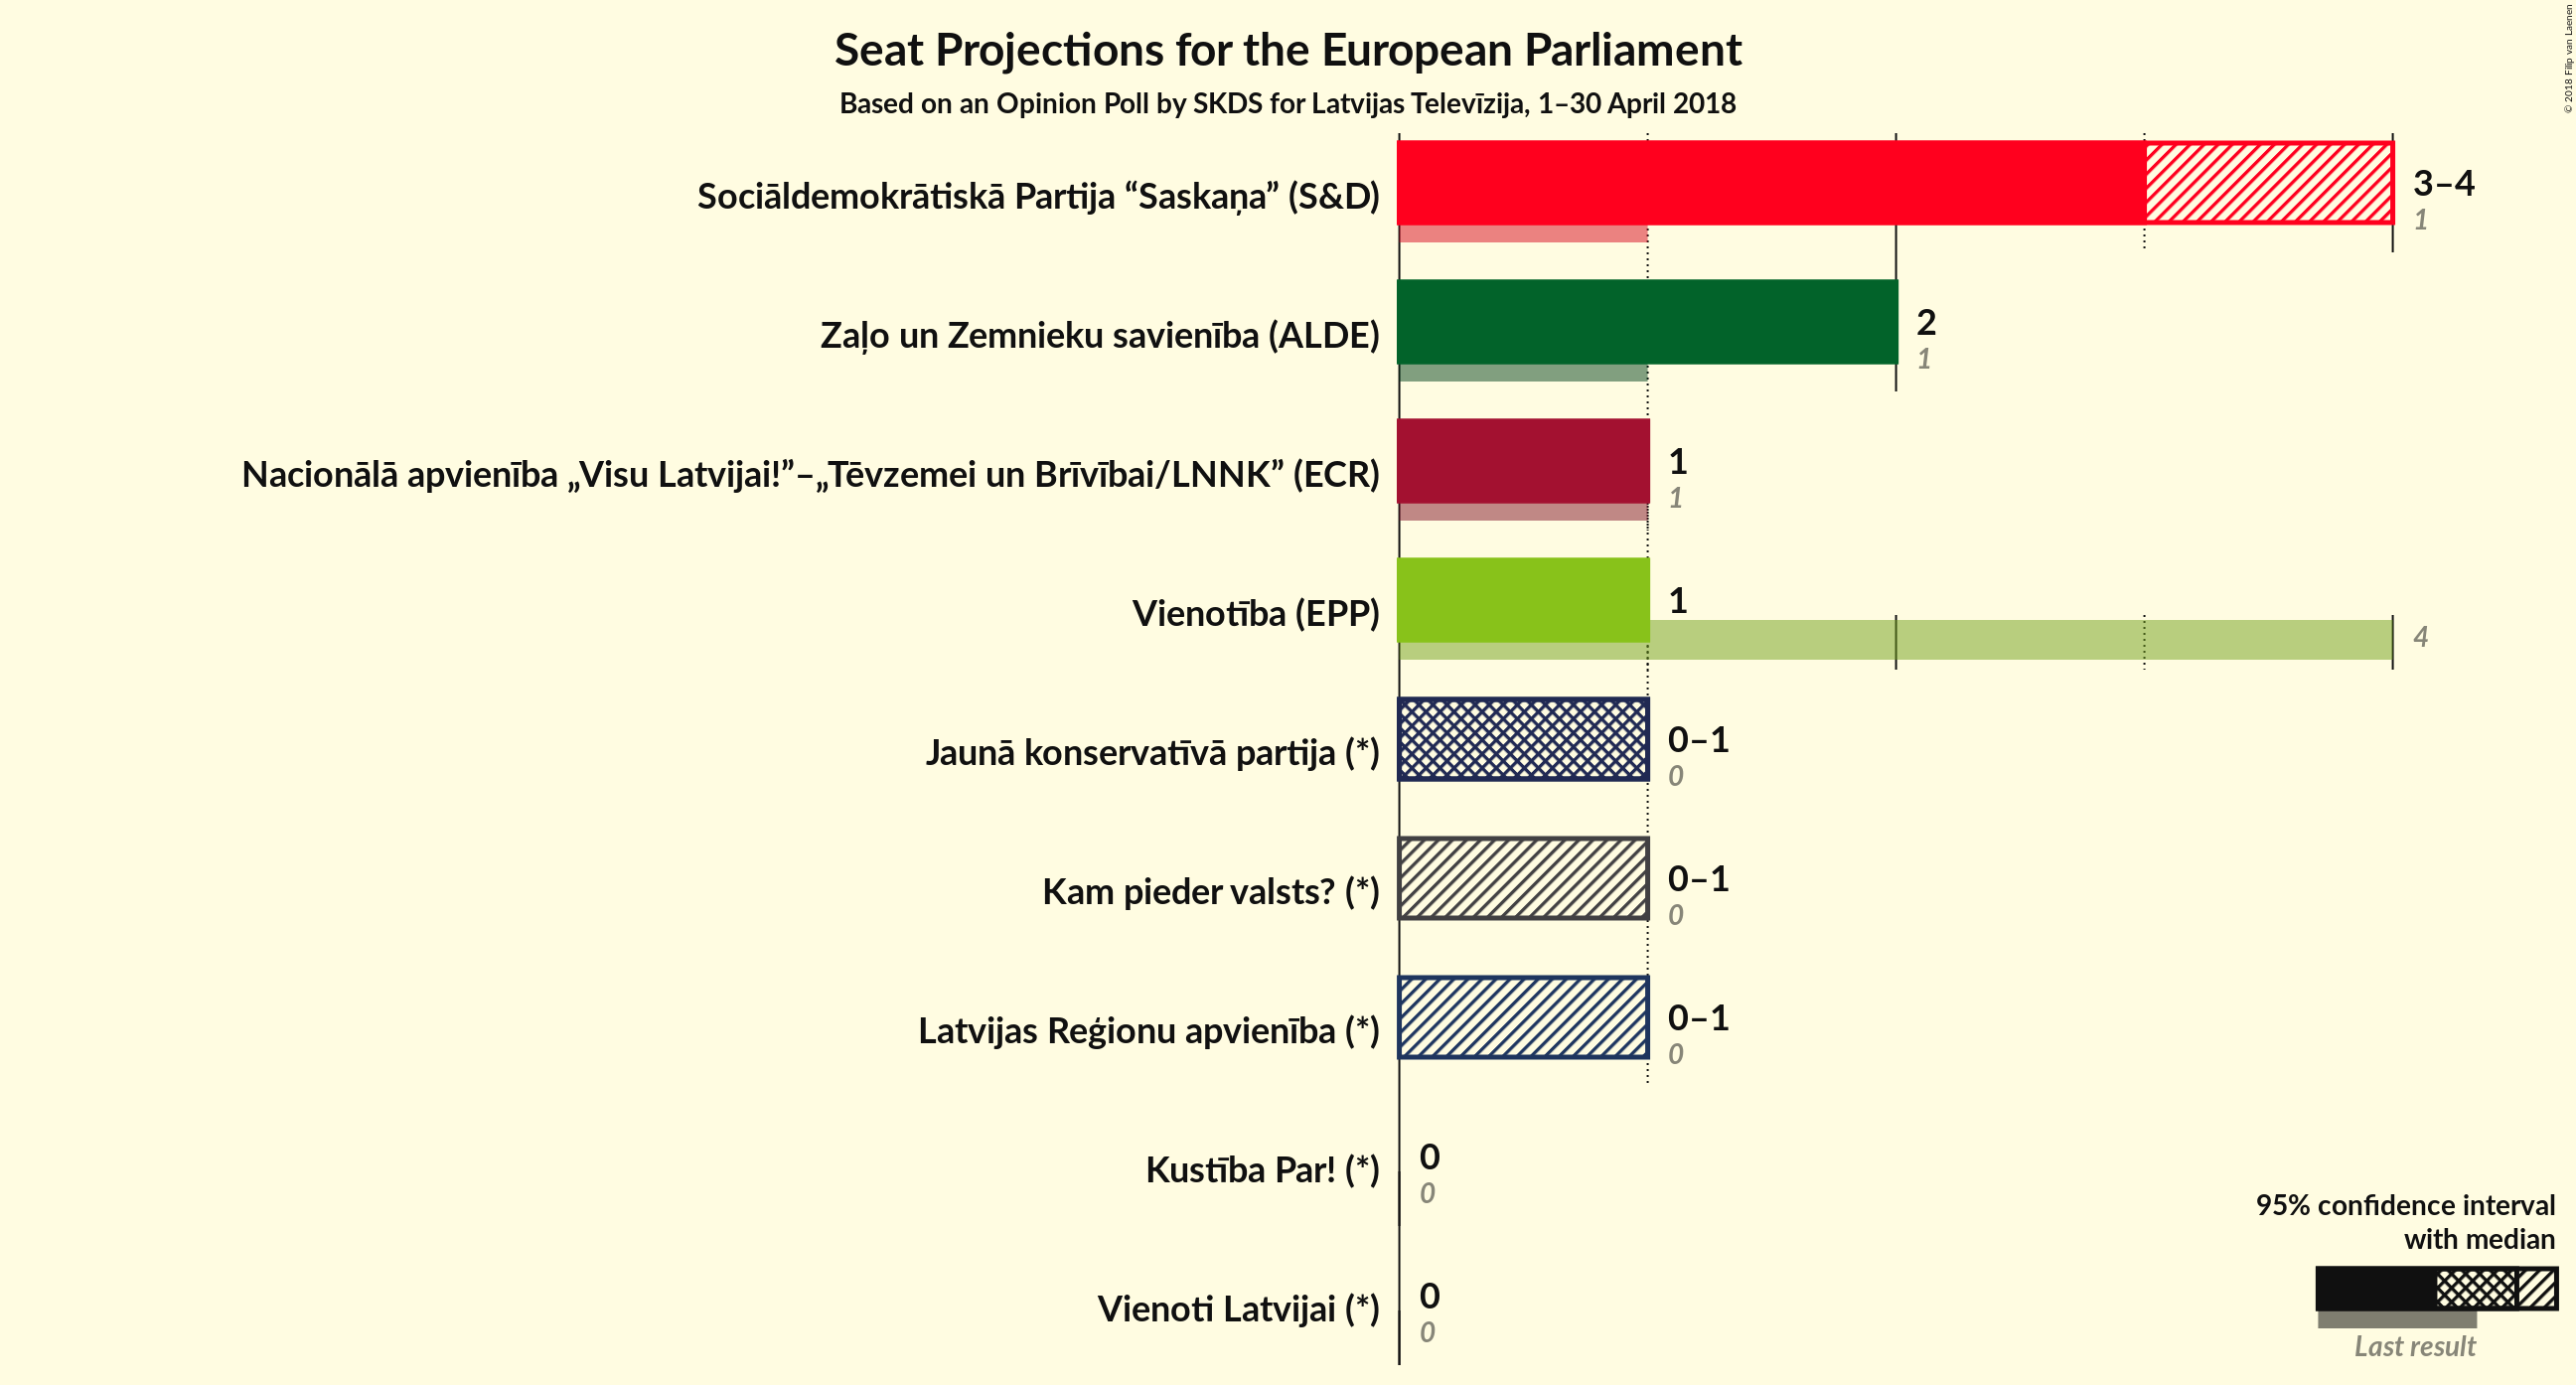 Seat Projections for the European Parliament
Based on an Opinion Poll by SKDS for Latvijas Televīzija, 1–30 April 2018
© 2018 Filip van Laenen
Sociāldemokrātiskā Partija “Saskaņa” (S&D)
3–4
1
Zaļo un Zemnieku savienība (ALDE)
2
1
Nacionālā apvienība „Visu Latvijai!”–„Tēvzemei un Brīvībai/LNNK” (ECR)
1
1
Vienotība (EPP)
1
4
Jaunā konservatīvā partija (*)
0–1
0
Kam pieder valsts? (*)
0–1
0
Latvijas Reģionu apvienība (*)
0–1
0
Kustība Par! (*)
0
0
Vienoti Latvijai (*)
0
0
95% confidence interval
with median
Last result